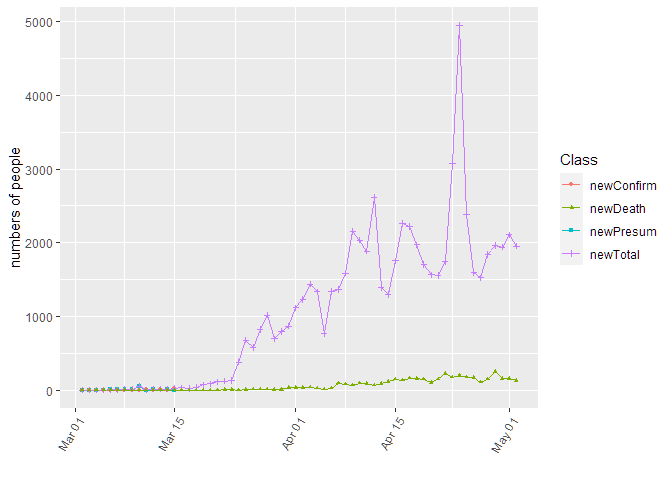 5000
4000
3000
2000
1000
0
numbers of people
Mar 01
Mar 15
Apr 01
Apr 15
May 01
Class
newConfirm
newDeath
newPresum
newTotal